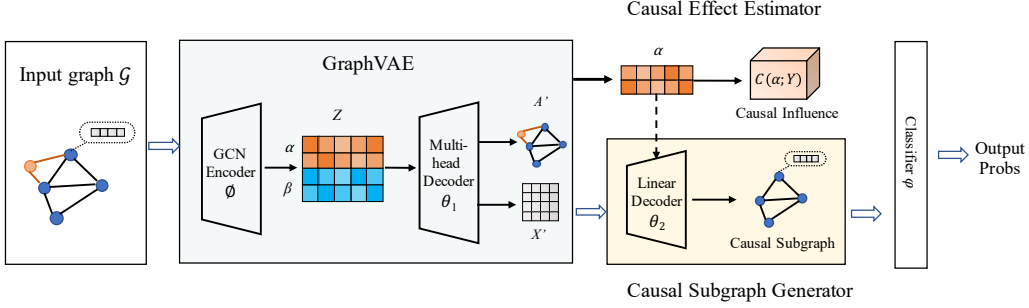 Causal Effect Estimator
Input graph 𝒢
GraphVAE
α
C(α;Y)
Causal Influence
Z
A'
α
β
GCN
Encoder
Ø
Multi-
head
Decoder
θ₁
X'
Linear
Decoder
θ₂
Causal Subgraph
Causal Subgraph Generator
Classifier φ
Output
Probs